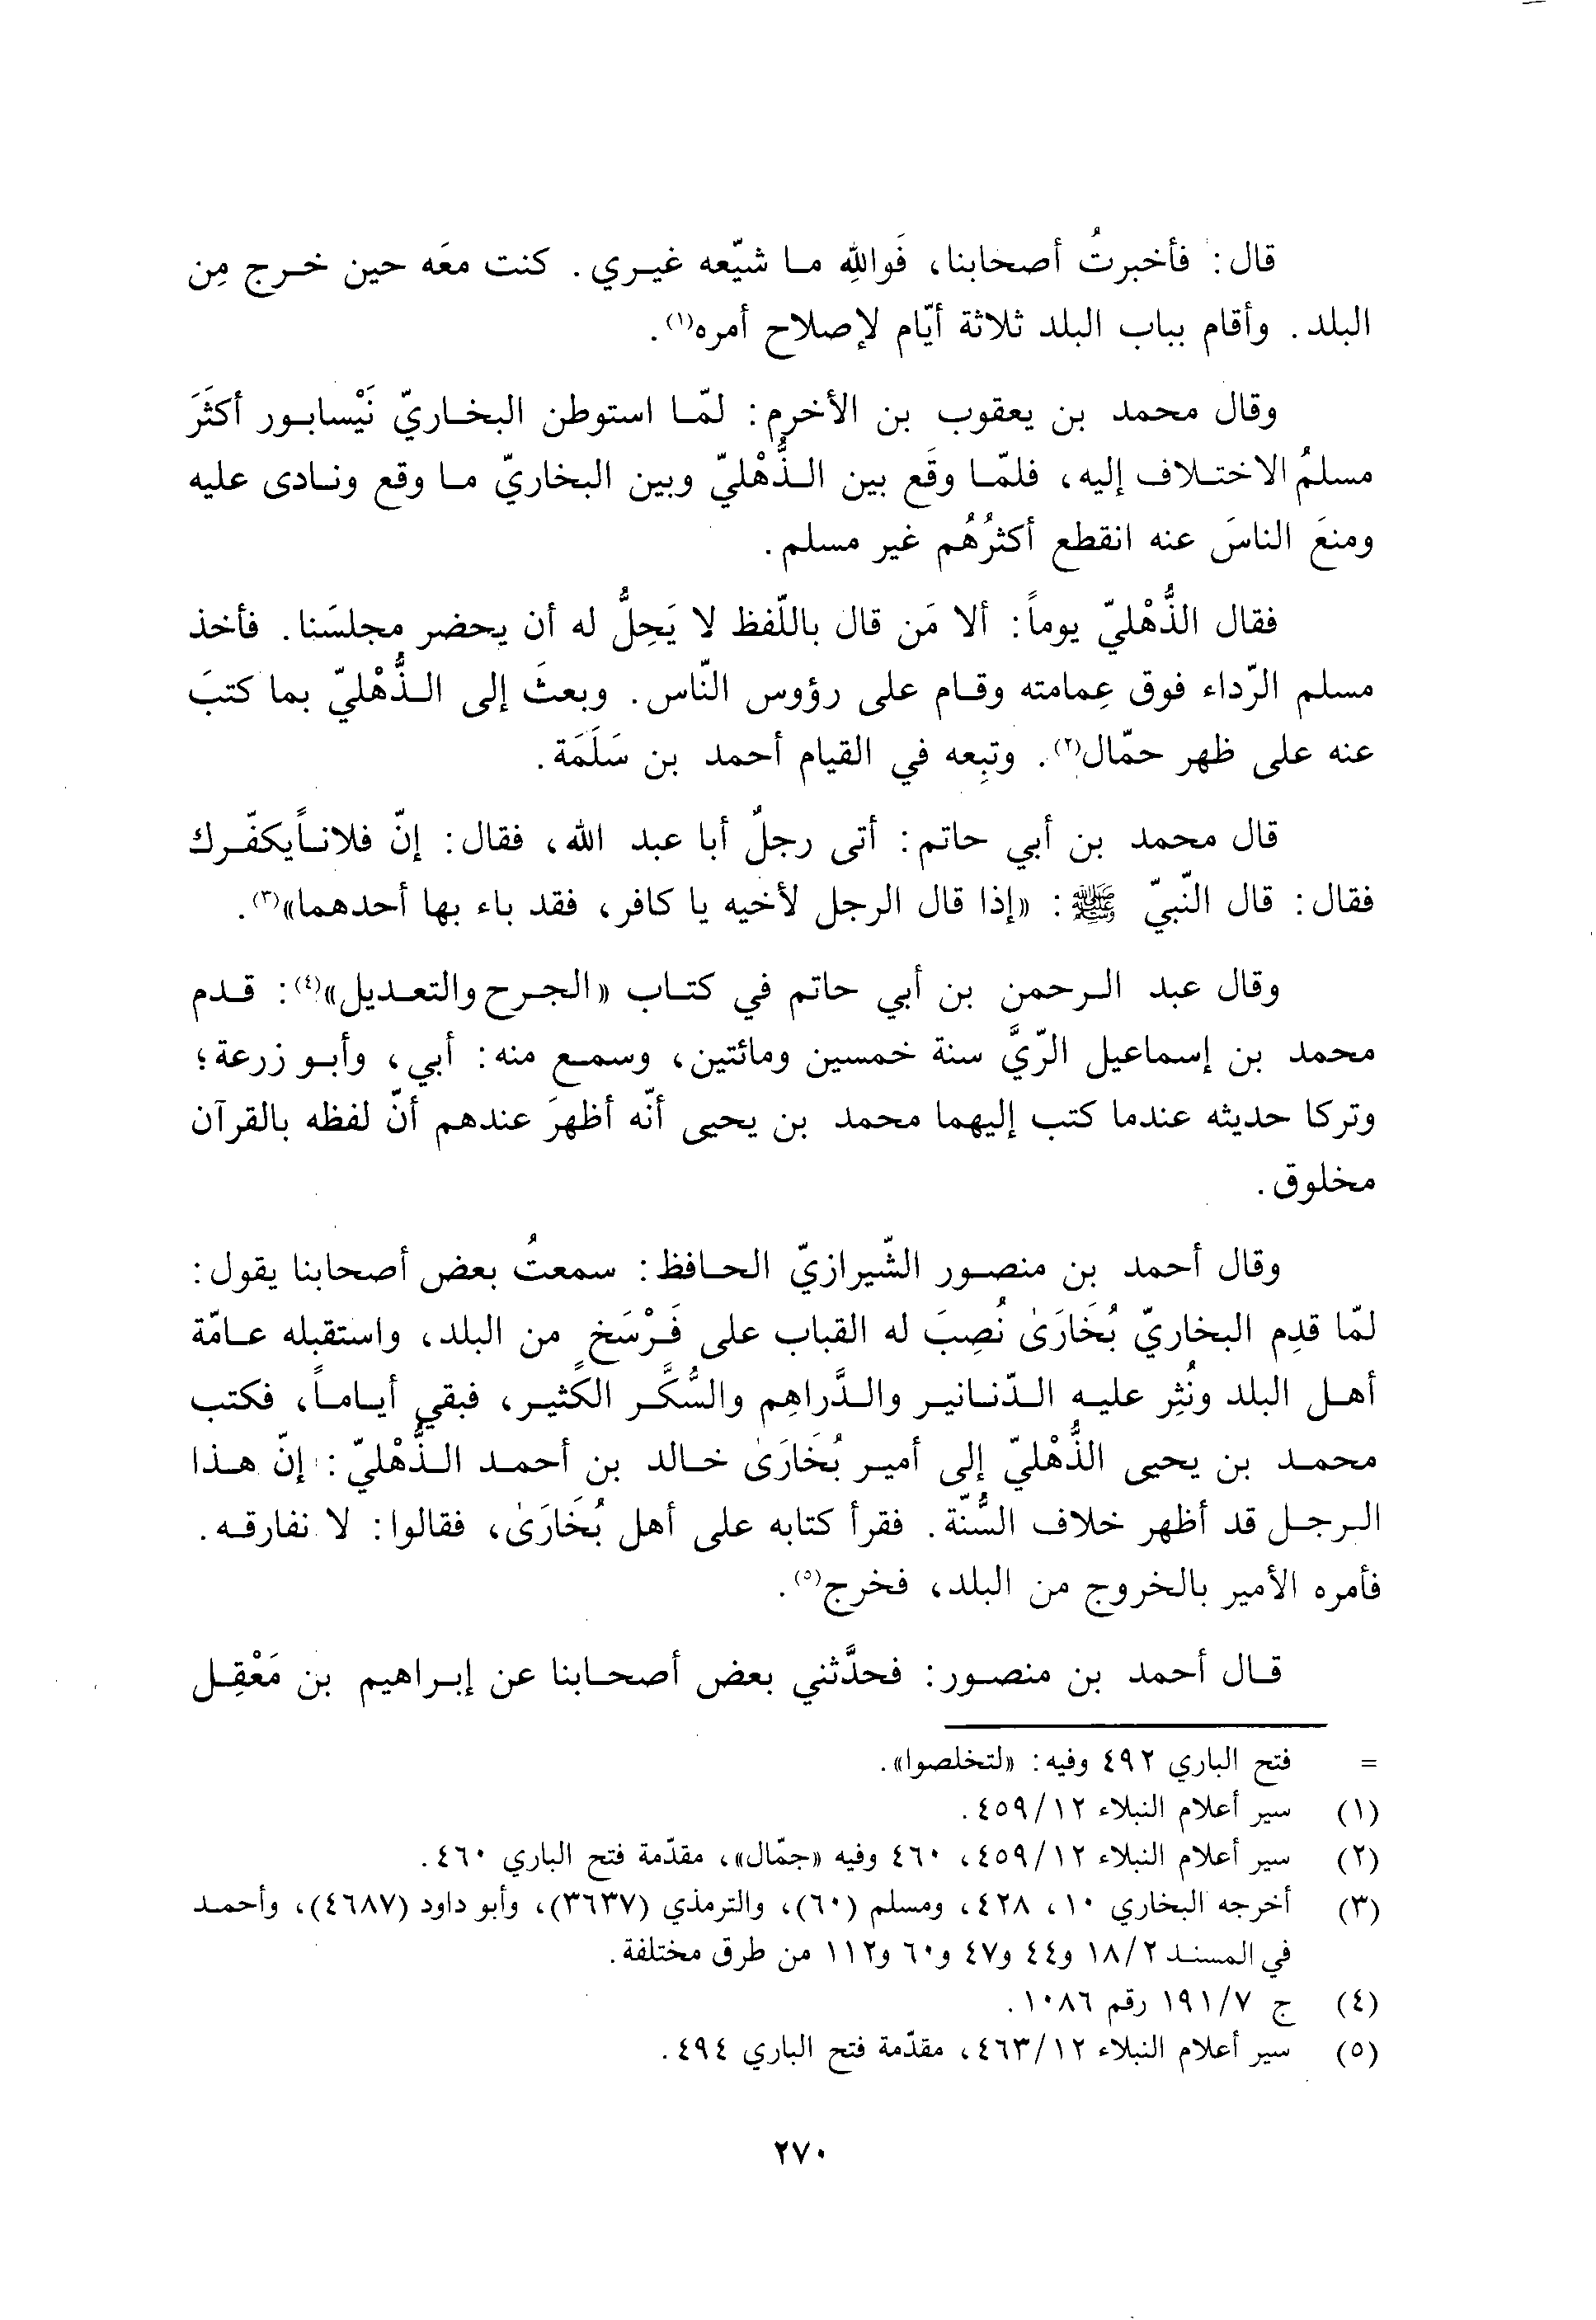 قال: فأخبرتُ أصحابنا، فَواللهِ ما شيّعه غيري. كنت معَه حين خرج مِن
البلد. وأقام بباب البلد ثلاثة أيّام لإصلاح أمره(١).
وقال محمد بن يعقوب بن الأخرم: لمّا استوطن البخاريّ نَيْسابور أكثَرَ
مسلمُ الاختلاف إليه، فلمّا وقَع بين الذُّهْليّ وبين البخاريّ ما وقع ونادى عليه
ومنعَ الناسَ عنه انقطع أكثرُهُم غير مسلم.
فقال الذُّهْليّ يوماً: ألا مَن قال باللّفظ لا يَحِلُّ له أن يحضر مجلسَنا. فأخذ
مسلم الرّداء فوق عِمامته وقام على رؤوس النّاس. وبعثَ إلى الذُّهْليّ بما كتبَ
عنه على ظهر حمّال(٢). وتبِعه في القيام أحمد بن سَلَمَة.
قال محمد بن أبي حاتم: أتى رجلٌ أبا عبد الله، فقال: إنّ فلاناً يكفّرك
فقال: قال النّبيّ ﷺ: «إذا قال الرجل لأخيه يا كافر، فقد باء بها أحدهما»(٣).
وقال عبد الرحمن بن أبي حاتم في كتاب «الجرح والتعديل»(٤): قدم
محمد بن إسماعيل الرّيَّ سنة خمسين ومائتين، وسمع منه: أبي، وأبو زرعة؛
وتركا حديثه عندما كتب إليهما محمد بن يحيى أنّه أظهرَ عندهم أنّ لفظه بالقرآن
مخلوق.
وقال أحمد بن منصور الشّيرازيّ الحافظ: سمعتُ بعض أصحابنا يقول:
لمّا قدِم البخاريّ بُخَارَىٰ نُصِبَ له القباب على فَرْسَخٍ من البلد، واستقبله عامّة
أهل البلد ونُثِر عليه الدّنانير والدَّراهِم والسُّكَّر الكثير، فبقي أياماً، فكتب
محمد بن يحيى الذُّهْليّ إلى أمير بُخَارَىٰ خالد بن أحمد الذُّهْليّ: إنّ هذا
الرجل قد أظهر خلاف السُّنّة. فقرأ كتابه على أهل بُخَارَىٰ، فقالوا: لا نفارقه.
فأمره الأمير بالخروج من البلد، فخرج(٥).
قال أحمد بن منصور: فحدَّثني بعض أصحابنا عن إبراهيم بن مَعْقِل
= فتح الباري ٤٩٢ وفيه: «لتخلصوا».
(١) سير أعلام النبلاء ٤٥٩/١٢.
(٢) سير أعلام النبلاء ٤٥٩/١٢، ٤٦٠ وفيه «جمّال»، مقدّمة فتح الباري ٤٦٠.
(٣) أخرجه البخاري ١٠، ٤٢٨، ومسلم (٦٠)، والترمذي (٣٦٣٧)، وأبو داود (٤٦٨٧)، وأحمد
في المسند ١٨/٢ و٤٤ و٤٧ و٦٠ و١١٢ من طرق مختلفة.
(٤) ج ١٩١/٧ رقم ١٠٨٦.
(٥) سير أعلام النبلاء ٤٦٣/١٢، مقدّمة فتح الباري ٤٩٤.
٢٧٠